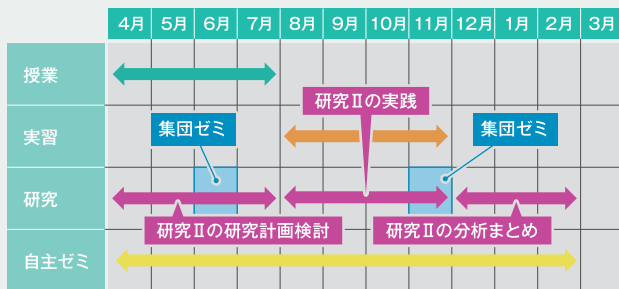 4月 5月 6月 7月 8月 9月 10月 11月 12月 1月 2月 3月
授業
研究Ⅱの実践
実習
集団ゼミ
集団ゼミ
研究
研究Ⅱの研究計画検討
研究Ⅱの分析まとめ
自主ゼミ